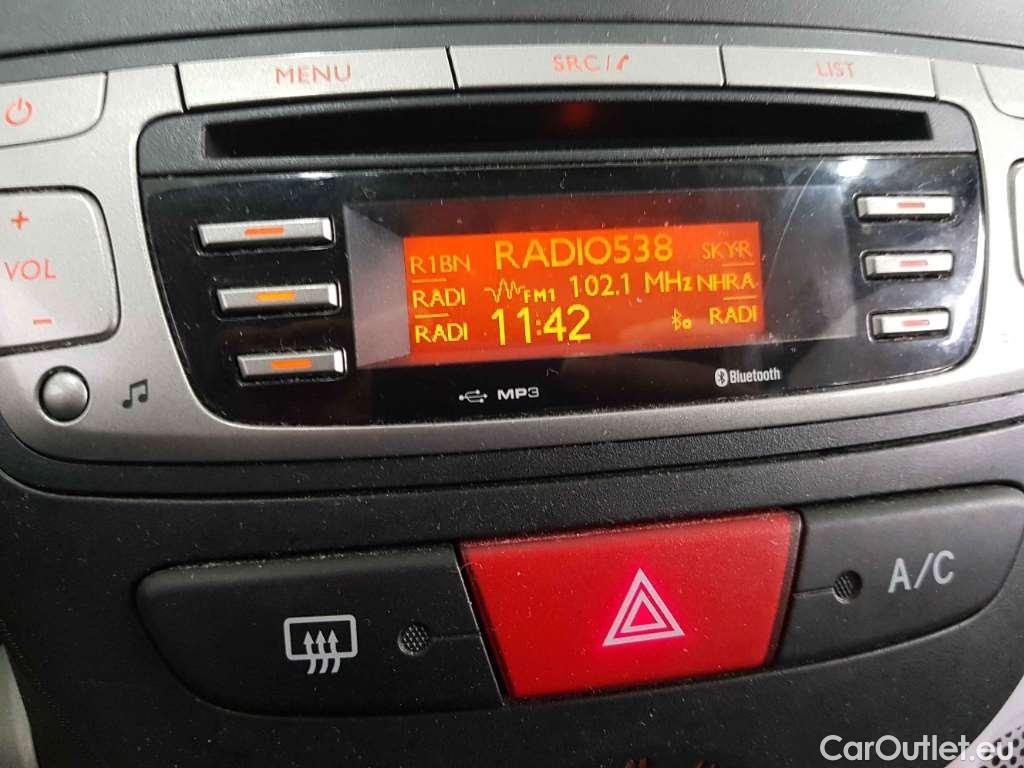 MENU SRC/ LIST
+
VOL
-
R1BN RADIO538 SKY-R
RADI FM1 102.1 MHz NHRA
RADI 11:42 RADI
MP3 Bluetooth
A/C
CarOutlet.eu